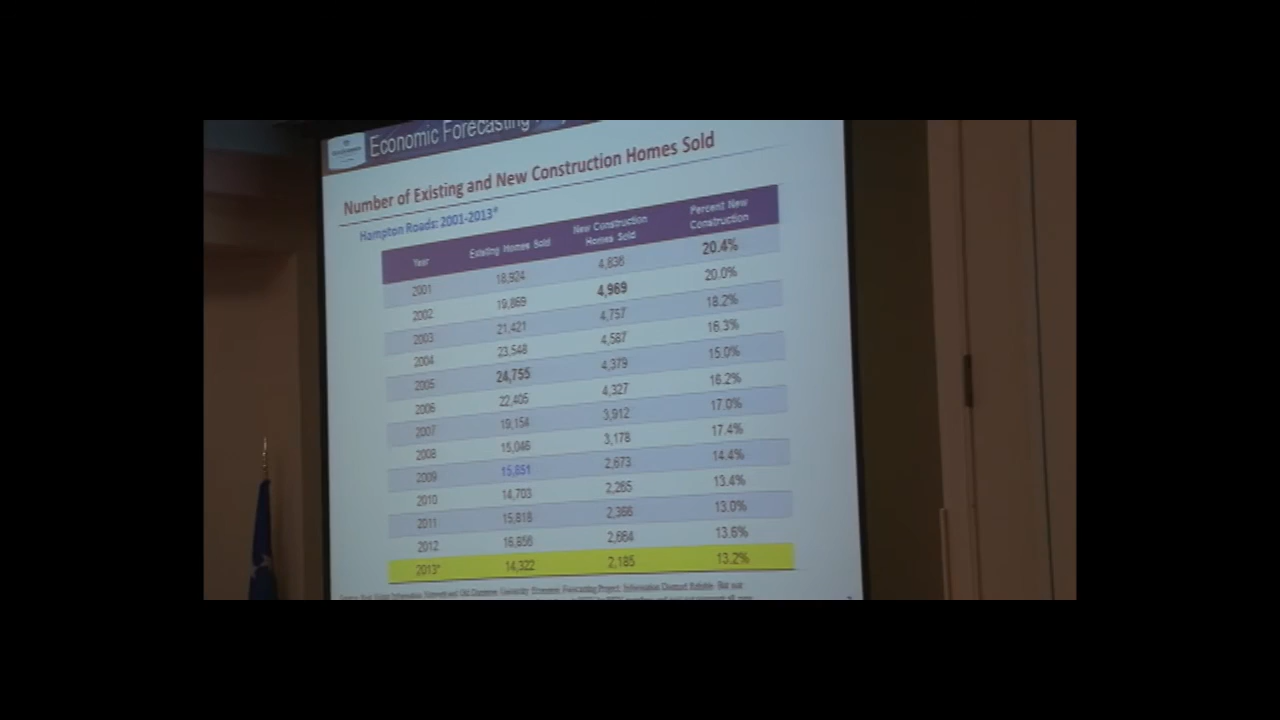 Economic Forecasting
Number of Existing and New Construction Homes Sold
Hampton Roads: 2001-2013*
Year Existing Homes Sold New Construction Homes Sold Percent New Construction
2001 18,924 4,836 20.4%
2002 19,869 4,969 20.0%
2003 21,421 4,757 18.2%
2004 23,548 4,587 16.3%
2005 24,755 4,379 15.0%
2006 22,405 4,327 16.2%
2007 19,154 3,912 17.0%
2008 15,046 3,178 17.4%
2009 15,851 2,673 14.4%
2010 14,703 2,265 13.4%
2011 15,818 2,366 13.0%
2012 16,856 2,664 13.6%
2013* 14,322 2,185 13.2%